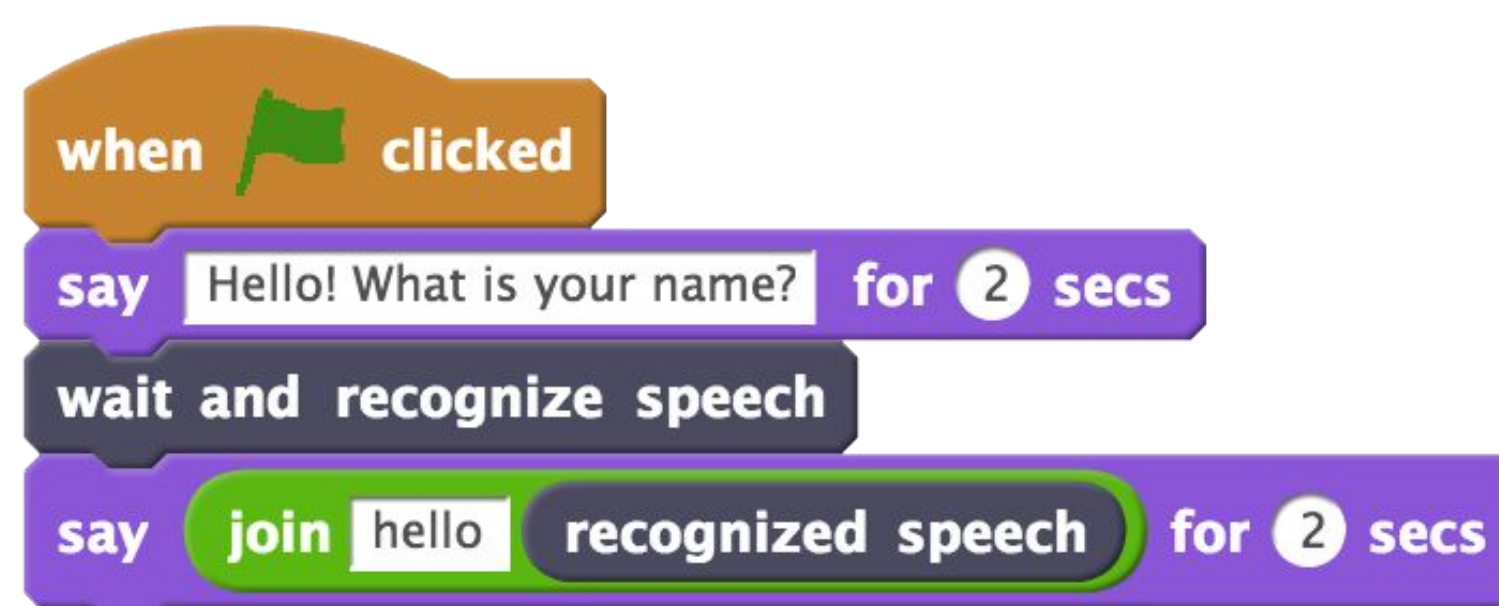 when clicked
say Hello! What is your name? for 2 secs
wait and recognize speech
say join hello recognized speech for 2 secs